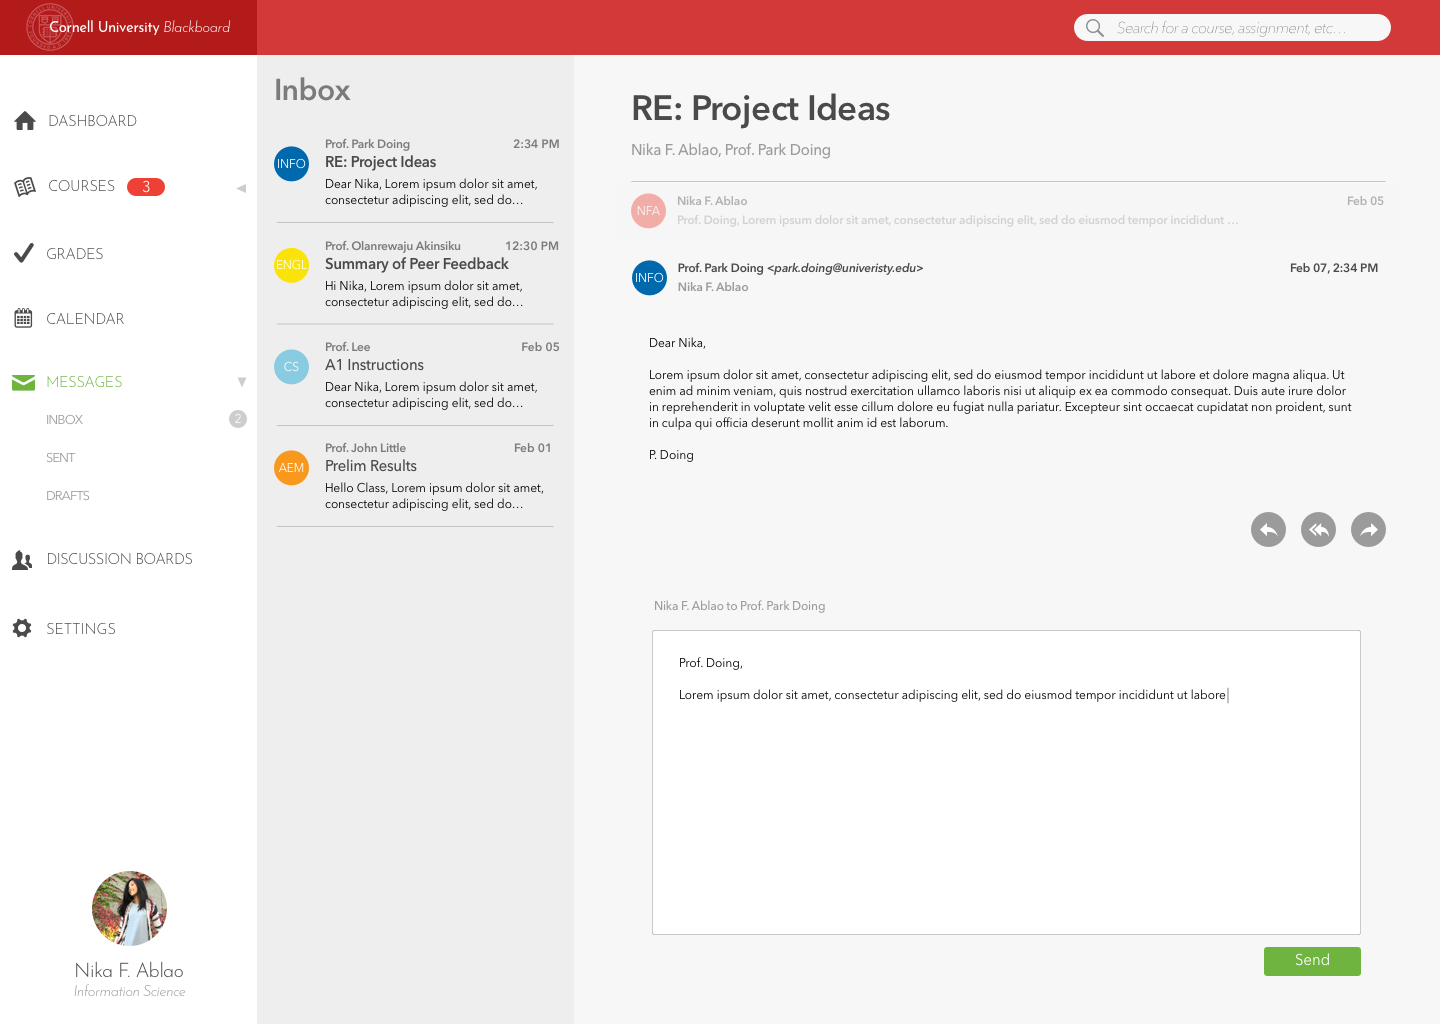 Cornell University Blackboard
Search for a course, assignment, etc...
DASHBOARD
COURSES 3
GRADES
CALENDAR
MESSAGES
INBOX 2
SENT
DRAFTS
DISCUSSION BOARDS
SETTINGS
Nika F. Ablao
Information Science
Inbox
INFO
Prof. Park Doing 2:34 PM
RE: Project Ideas
Dear Nika, Lorem ipsum dolor sit amet,
consectetur adipiscing elit, sed do...
ENGL
Prof. Olanrewaju Akinsiku 12:30 PM
Summary of Peer Feedback
Hi Nika, Lorem ipsum dolor sit amet,
consectetur adipiscing elit, sed do...
CS
Prof. Lee Feb 05
A1 Instructions
Dear Nika, Lorem ipsum dolor sit amet,
consectetur adipiscing elit, sed do...
AEM
Prof. John Little Feb 01
Prelim Results
Hello Class, Lorem ipsum dolor sit amet,
consectetur adipiscing elit, sed do...
RE: Project Ideas
Nika F. Ablao, Prof. Park Doing
NFA
Nika F. Ablao Feb 05
Prof. Doing, Lorem ipsum dolor sit amet, consectetur adipiscing elit, sed do eiusmod tempor incididunt ...
INFO
Prof. Park Doing <park.doing@univeristy.edu> Feb 07, 2:34 PM
Nika F. Ablao
Dear Nika,
Lorem ipsum dolor sit amet, consectetur adipiscing elit, sed do eiusmod tempor incididunt ut labore et dolore magna aliqua. Ut
enim ad minim veniam, quis nostrud exercitation ullamco laboris nisi ut aliquip ex ea commodo consequat. Duis aute irure dolor
in reprehenderit in voluptate velit esse cillum dolore eu fugiat nulla pariatur. Excepteur sint occaecat cupidatat non proident, sunt
in culpa qui officia deserunt mollit anim id est laborum.
P. Doing
Nika F. Ablao to Prof. Park Doing
Prof. Doing,
Lorem ipsum dolor sit amet, consectetur adipiscing elit, sed do eiusmod tempor incididunt ut labore
Send